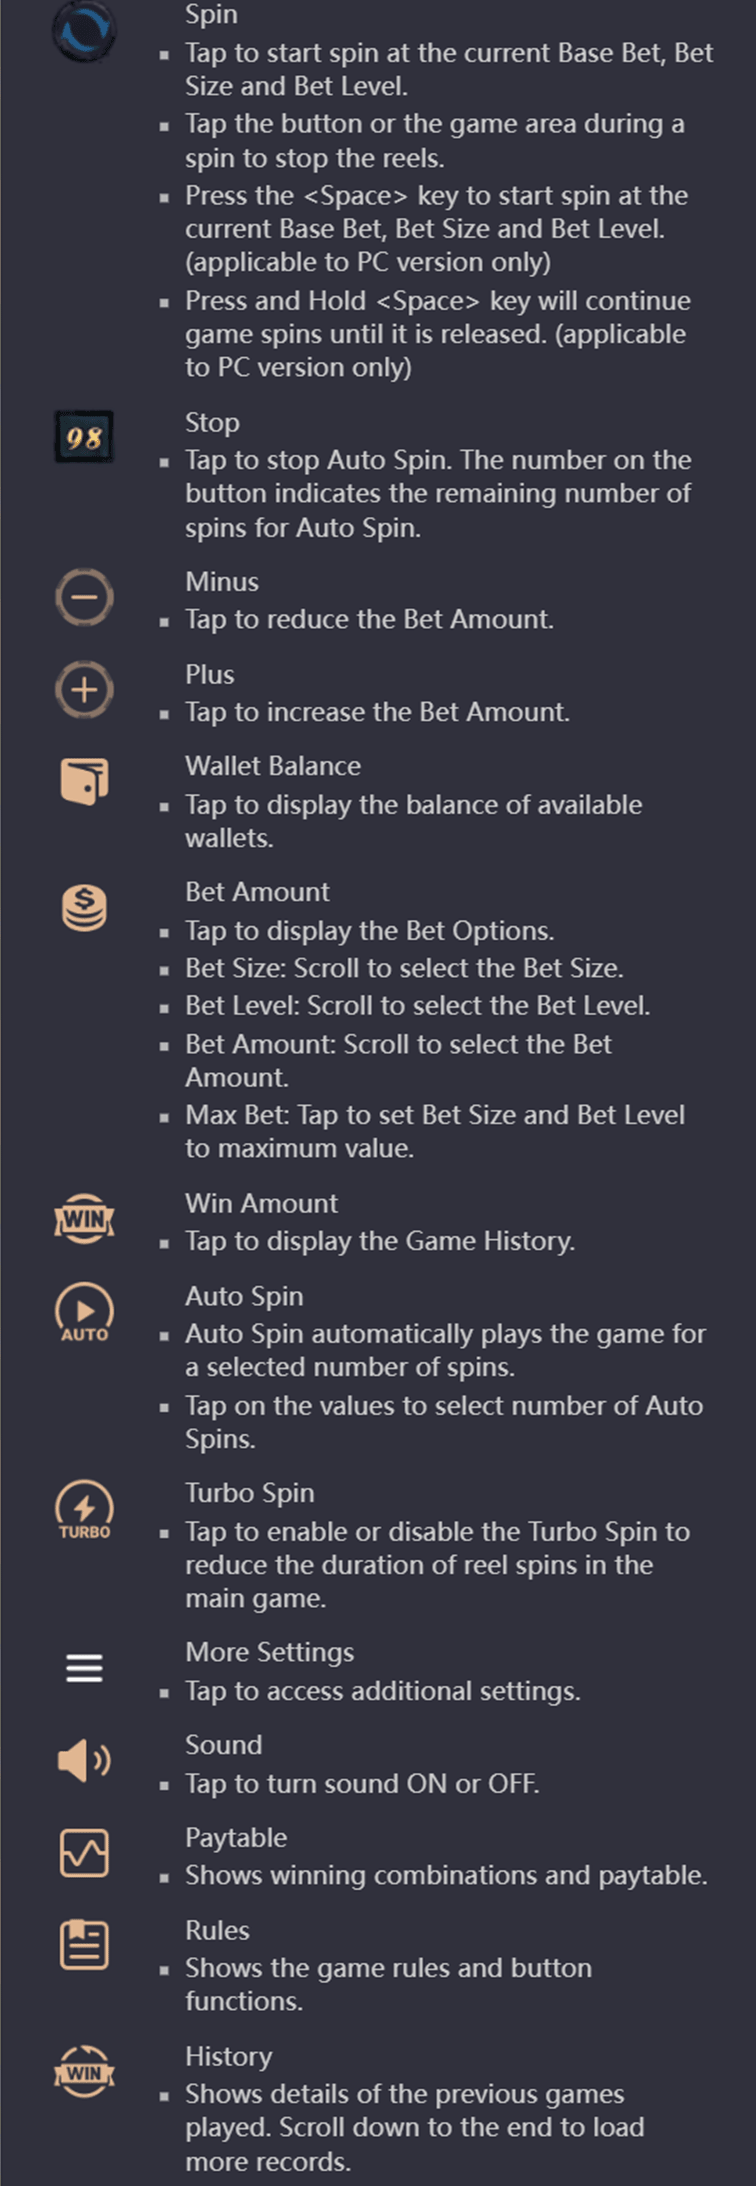 Spin
▪ Tap to start spin at the current Base Bet, Bet
Size and Bet Level.
▪ Tap the button or the game area during a
spin to stop the reels.
▪ Press the <Space> key to start spin at the
current Base Bet, Bet Size and Bet Level.
(applicable to PC version only)
▪ Press and Hold <Space> key will continue
game spins until it is released. (applicable
to PC version only)
98
Stop
▪ Tap to stop Auto Spin. The number on the
button indicates the remaining number of
spins for Auto Spin.
Minus
▪ Tap to reduce the Bet Amount.
Plus
▪ Tap to increase the Bet Amount.
Wallet Balance
▪ Tap to display the balance of available
wallets.
$
Bet Amount
▪ Tap to display the Bet Options.
▪ Bet Size: Scroll to select the Bet Size.
▪ Bet Level: Scroll to select the Bet Level.
▪ Bet Amount: Scroll to select the Bet
Amount.
▪ Max Bet: Tap to set Bet Size and Bet Level
to maximum value.
WIN
Win Amount
▪ Tap to display the Game History.
AUTO
Auto Spin
▪ Auto Spin automatically plays the game for
a selected number of spins.
▪ Tap on the values to select number of Auto
Spins.
TURBO
Turbo Spin
▪ Tap to enable or disable the Turbo Spin to
reduce the duration of reel spins in the
main game.
More Settings
▪ Tap to access additional settings.
Sound
▪ Tap to turn sound ON or OFF.
Paytable
▪ Shows winning combinations and paytable.
Rules
▪ Shows the game rules and button
functions.
WIN
History
▪ Shows details of the previous games
played. Scroll down to the end to load
more records.